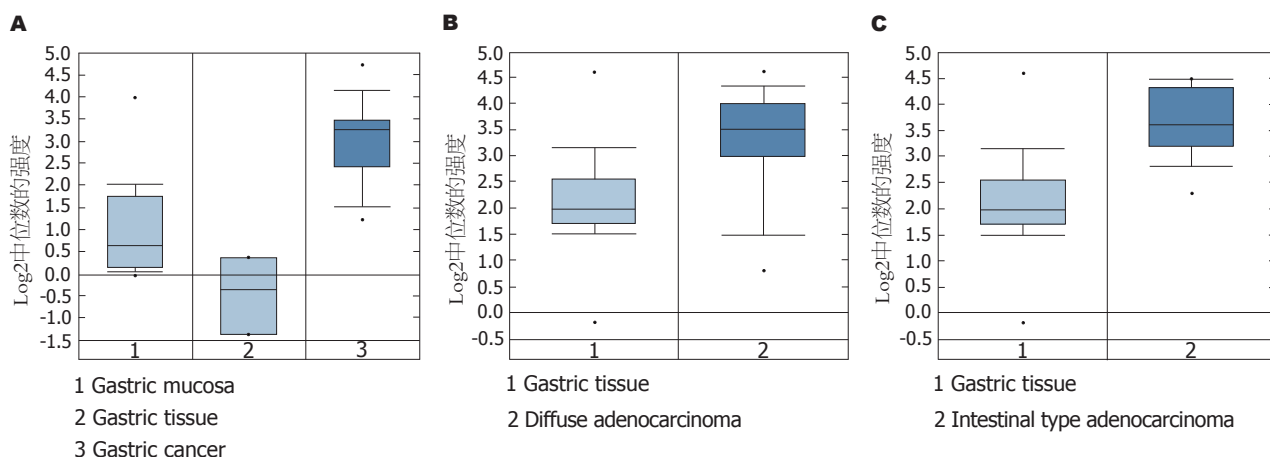 A
5.0
4.5
4.0
3.5
3.0
2.5
2.0
1.5
1.0
0.5
0.0
-0.5
-1.0
-1.5
Log2中位数的强度
1 2 3
1 Gastric mucosa
2 Gastric tissue
3 Gastric cancer
B
5.0
4.5
4.0
3.5
3.0
2.5
2.0
1.5
1.0
0.5
0.0
-0.5
Log2中位数的强度
1 2
1 Gastric tissue
2 Diffuse adenocarcinoma
C
5.0
4.5
4.0
3.5
3.0
2.5
2.0
1.5
1.0
0.5
0.0
-0.5
Log2中位数的强度
1 2
1 Gastric tissue
2 Intestinal type adenocarcinoma